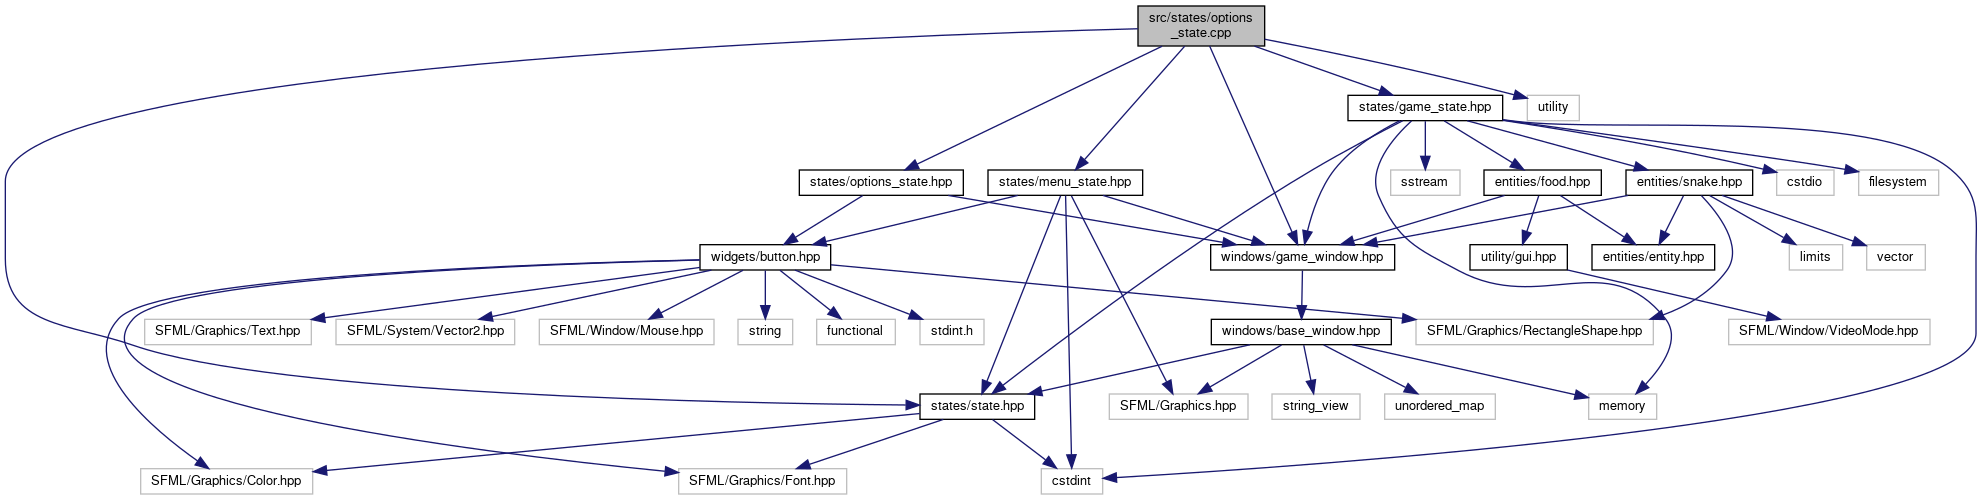 src/states/options
_state.cpp
states/game_state.hpp
utility
states/options_state.hpp
states/menu_state.hpp
sstream
entities/food.hpp
entities/snake.hpp
cstdio
filesystem
widgets/button.hpp
windows/game_window.hpp
utility/gui.hpp
entities/entity.hpp
limits
vector
SFML/Graphics/Text.hpp
SFML/System/Vector2.hpp
SFML/Window/Mouse.hpp
string
functional
stdint.h
SFML/Graphics/RectangleShape.hpp
windows/base_window.hpp
SFML/Window/VideoMode.hpp
states/state.hpp
SFML/Graphics.hpp
string_view
unordered_map
memory
SFML/Graphics/Color.hpp
SFML/Graphics/Font.hpp
cstdint